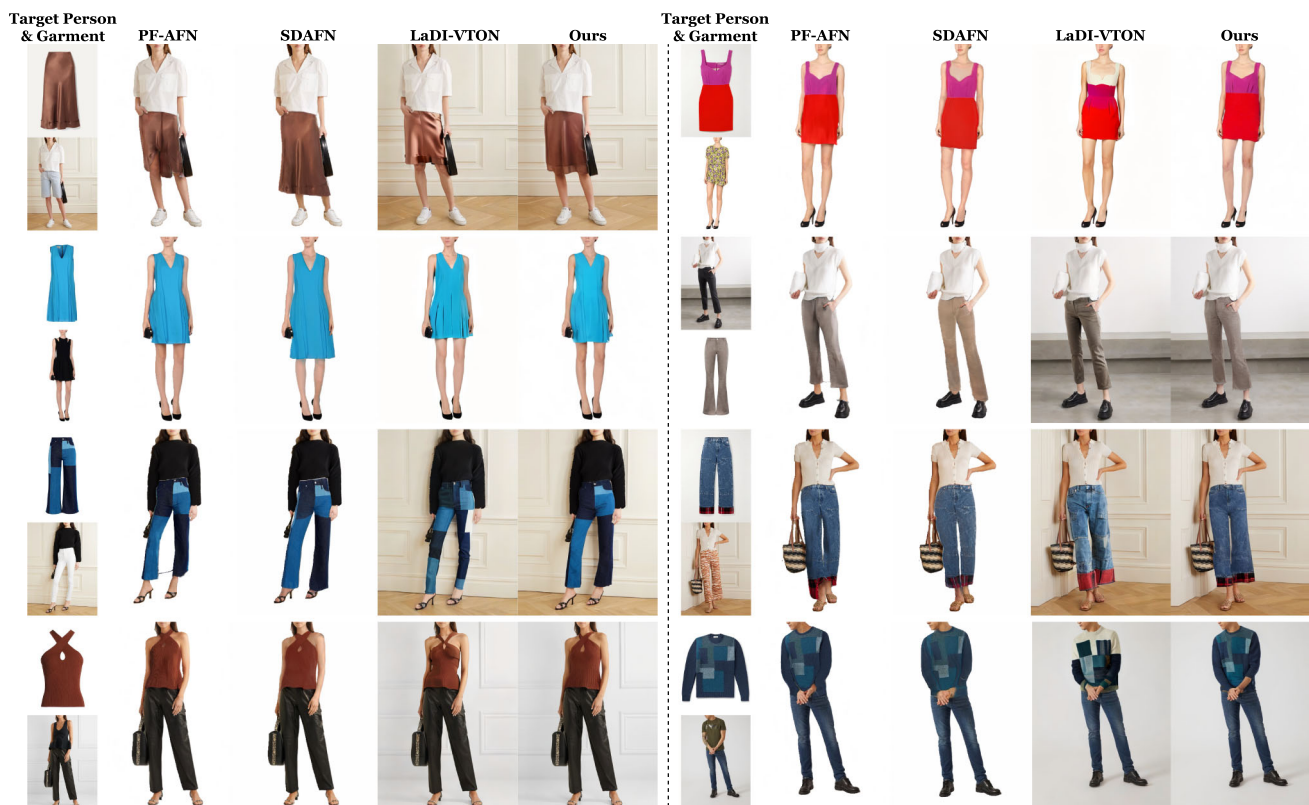 Target Person
& Garment
PF-AFN
SDAFN
LaDI-VTON
Ours
Target Person
& Garment
PF-AFN
SDAFN
LaDI-VTON
Ours